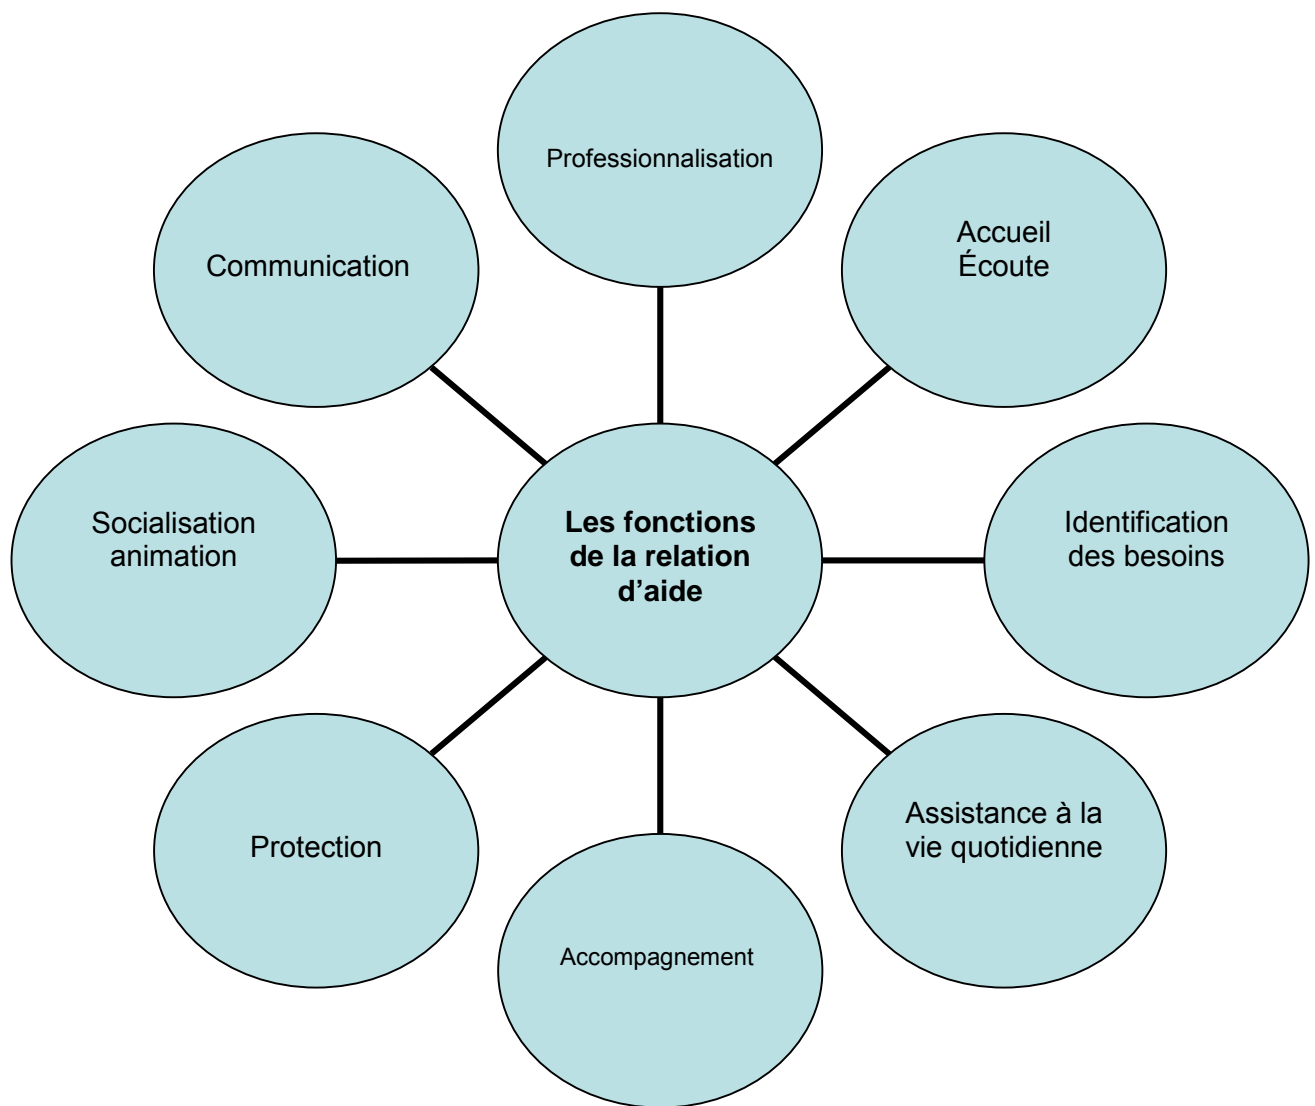 Professionnalisation
Accueil
Écoute
Communication
Socialisation
animation
Les fonctions
de la relation
d’aide
Identification
des besoins
Assistance à la
vie quotidienne
Protection
Accompagnement